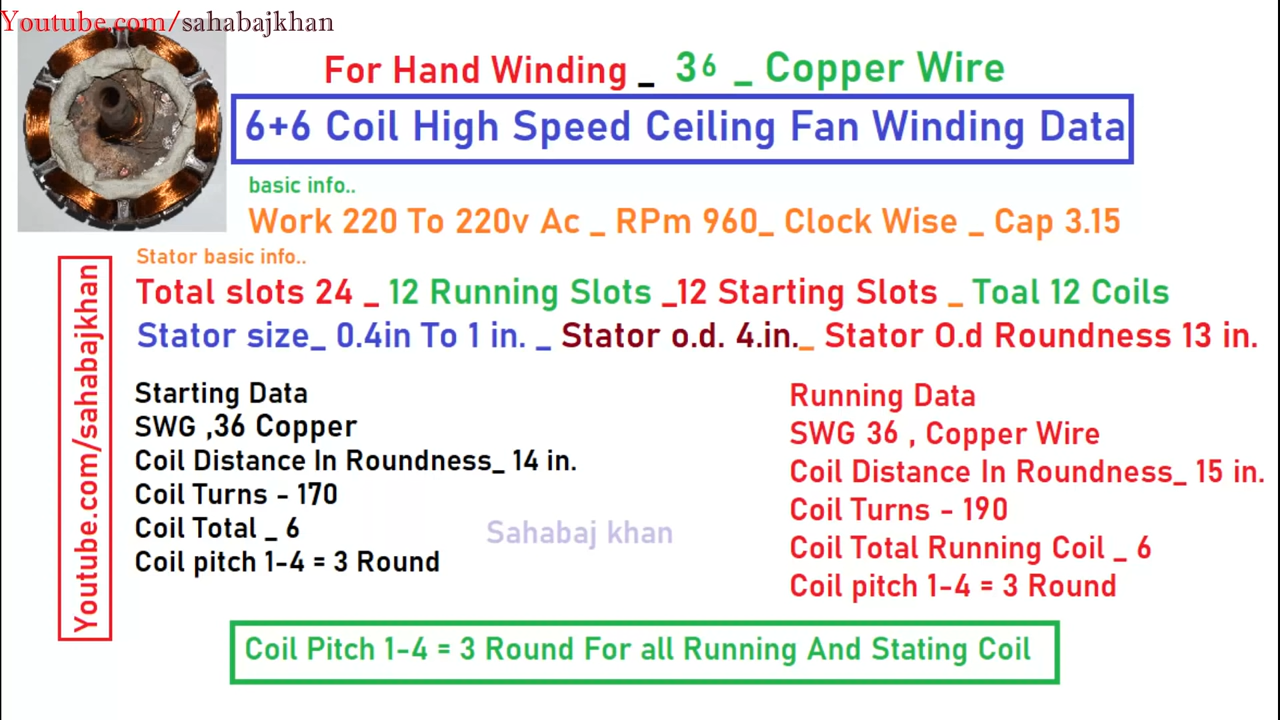 Youtube.com/sahabajkhan
For Hand Winding _ 36 _ Copper Wire
6+6 Coil High Speed Ceiling Fan Winding Data
basic info..
Work 220 To 220v Ac _ RPm 960_ Clock Wise _ Cap 3.15
Stator basic info..
Total slots 24 _ 12 Running Slots _12 Starting Slots _ Toal 12 Coils
Stator size_ 0.4in To 1 in. _ Stator o.d. 4.in._ Stator O.d Roundness 13 in.
Youtube.com/sahabajkhan
Starting Data
SWG ,36 Copper
Coil Distance In Roundness_ 14 in.
Coil Turns - 170
Coil Total _ 6
Coil pitch 1-4 = 3 Round
Sahabaj khan
Running Data
SWG 36 , Copper Wire
Coil Distance In Roundness_ 15 in.
Coil Turns - 190
Coil Total Running Coil _ 6
Coil pitch 1-4 = 3 Round
Coil Pitch 1-4 = 3 Round For all Running And Stating Coil